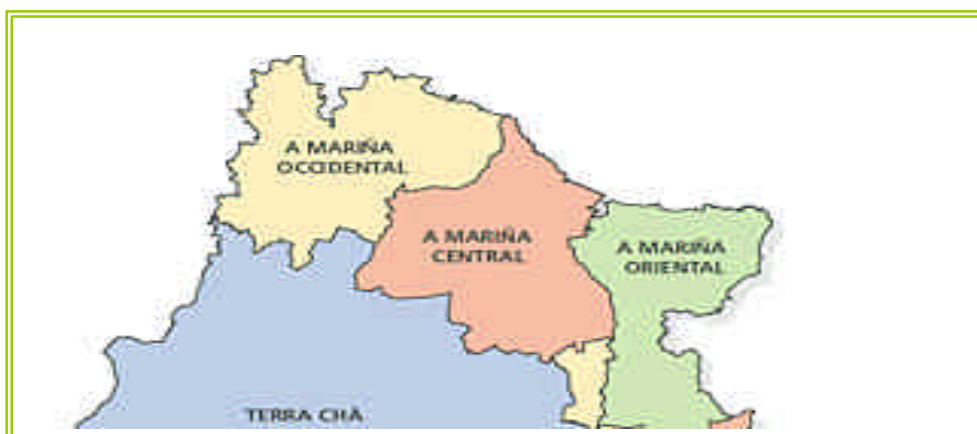 A MARIÑA
OCCIDENTAL
A MARIÑA
CENTRAL
A MARIÑA
ORIENTAL
TERRA CHÁ